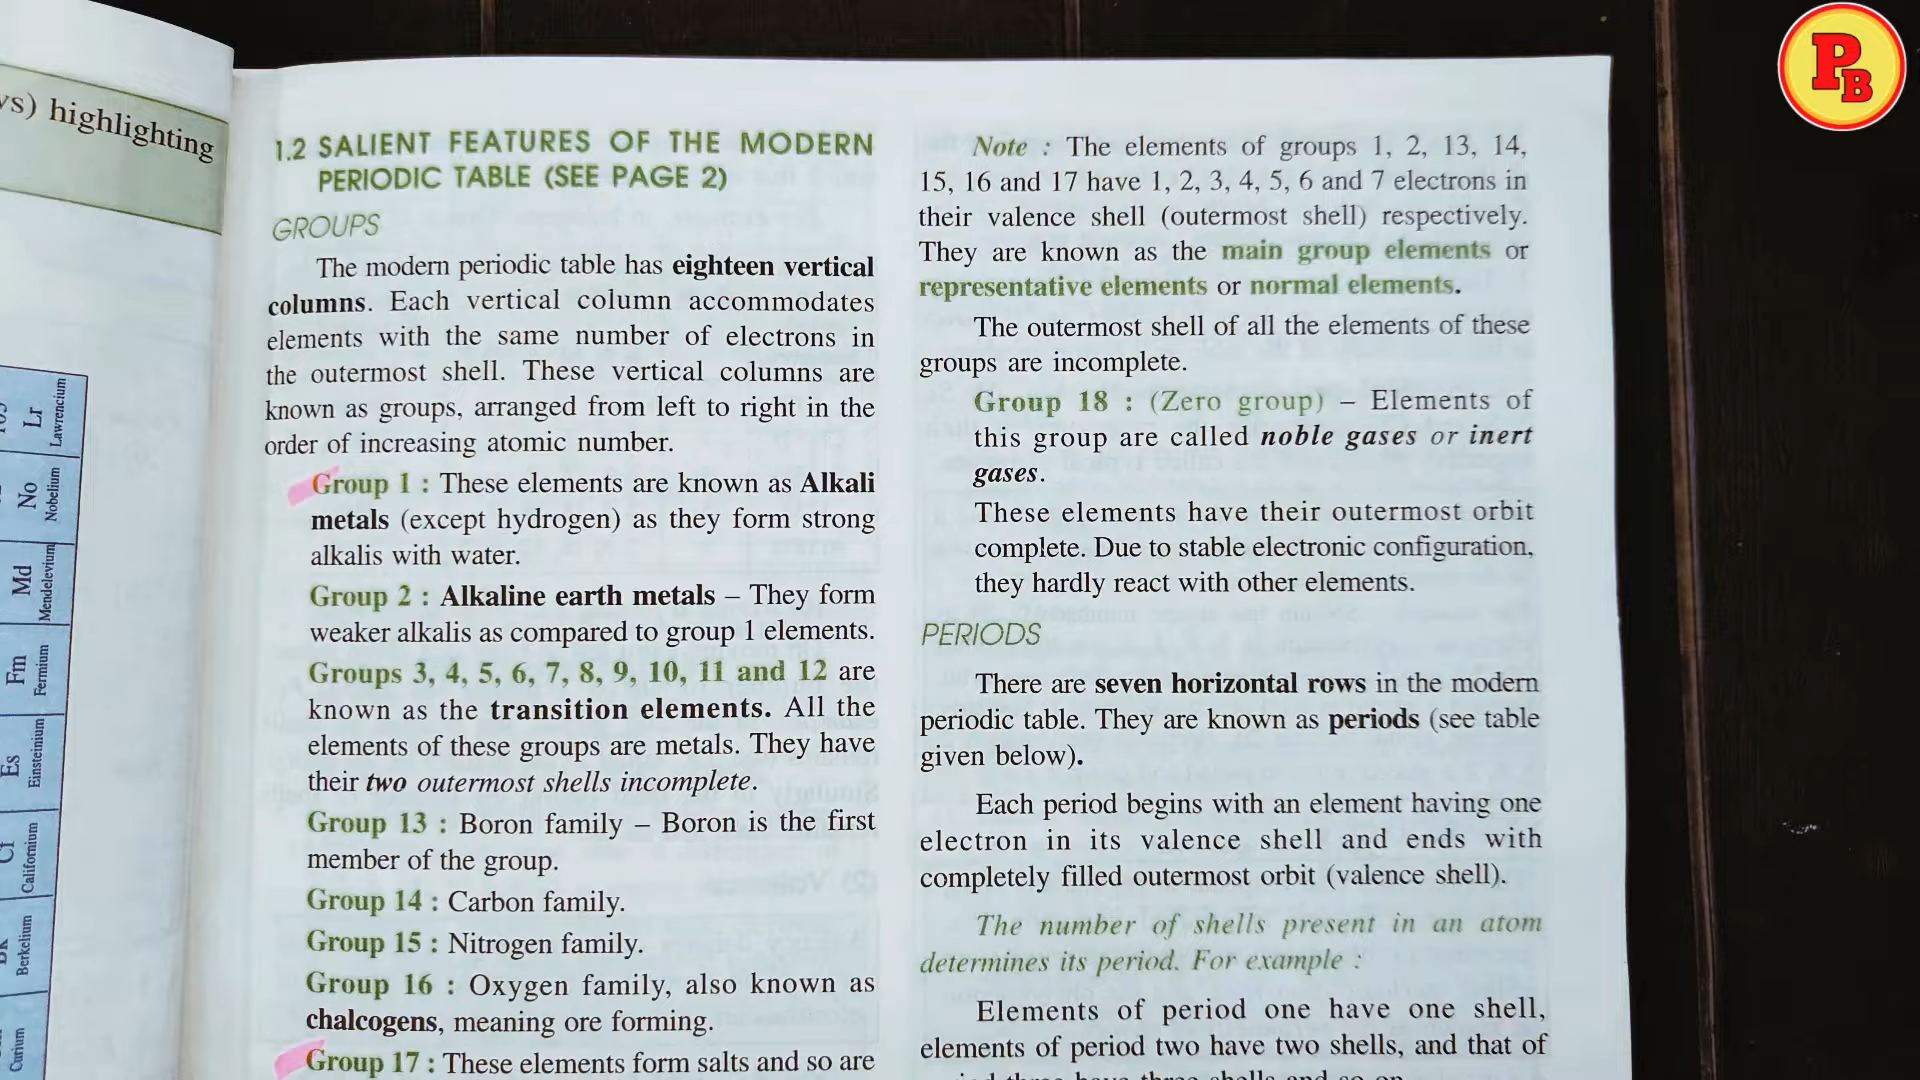 vs) highlighting
Lr
Lawrencium
No
Nobelium
Md
Mendelevium
Fm
Fermium
Es
Einsteinium
Cf
Californium
Berkelium
Curium
1.2 SALIENT FEATURES OF THE MODERN
PERIODIC TABLE (SEE PAGE 2)
GROUPS
The modern periodic table has eighteen vertical
columns. Each vertical column accommodates
elements with the same number of electrons in
the outermost shell. These vertical columns are
known as groups, arranged from left to right in the
order of increasing atomic number.
Group 1 : These elements are known as Alkali
metals (except hydrogen) as they form strong
alkalis with water.
Group 2 : Alkaline earth metals – They form
weaker alkalis as compared to group 1 elements.
Groups 3, 4, 5, 6, 7, 8, 9, 10, 11 and 12 are
known as the transition elements. All the
elements of these groups are metals. They have
their two outermost shells incomplete.
Group 13 : Boron family – Boron is the first
member of the group.
Group 14 : Carbon family.
Group 15 : Nitrogen family.
Group 16 : Oxygen family, also known as
chalcogens, meaning ore forming.
Group 17 : These elements form salts and so are
Note : The elements of groups 1, 2, 13, 14,
15, 16 and 17 have 1, 2, 3, 4, 5, 6 and 7 electrons in
their valence shell (outermost shell) respectively.
They are known as the main group elements or
representative elements or normal elements.
The outermost shell of all the elements of these
groups are incomplete.
Group 18 : (Zero group) – Elements of
this group are called noble gases or inert
gases.
These elements have their outermost orbit
complete. Due to stable electronic configuration,
they hardly react with other elements.
PERIODS
There are seven horizontal rows in the modern
periodic table. They are known as periods (see table
given below).
Each period begins with an element having one
electron in its valence shell and ends with
completely filled outermost orbit (valence shell).
The number of shells present in an atom
determines its period. For example :
Elements of period one have one shell,
elements of period two have two shells, and that of
three have three shells and so on
PB